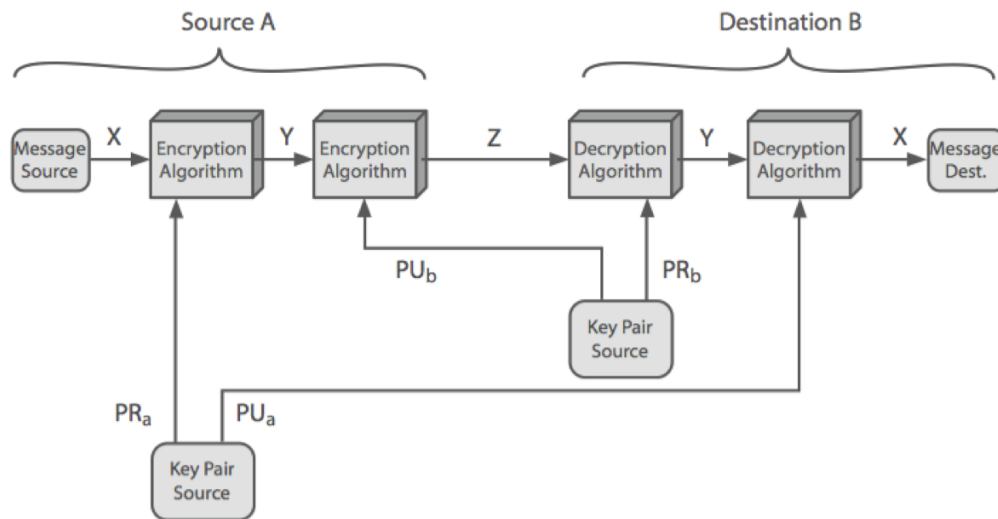 Source A
Destination B
Message
Source
X
Encryption
Algorithm
Y
Encryption
Algorithm
Z
Decryption
Algorithm
Y
Decryption
Algorithm
X
Message
Dest.
PUb
PRb
Key Pair
Source
PRa
PUa
Key Pair
Source